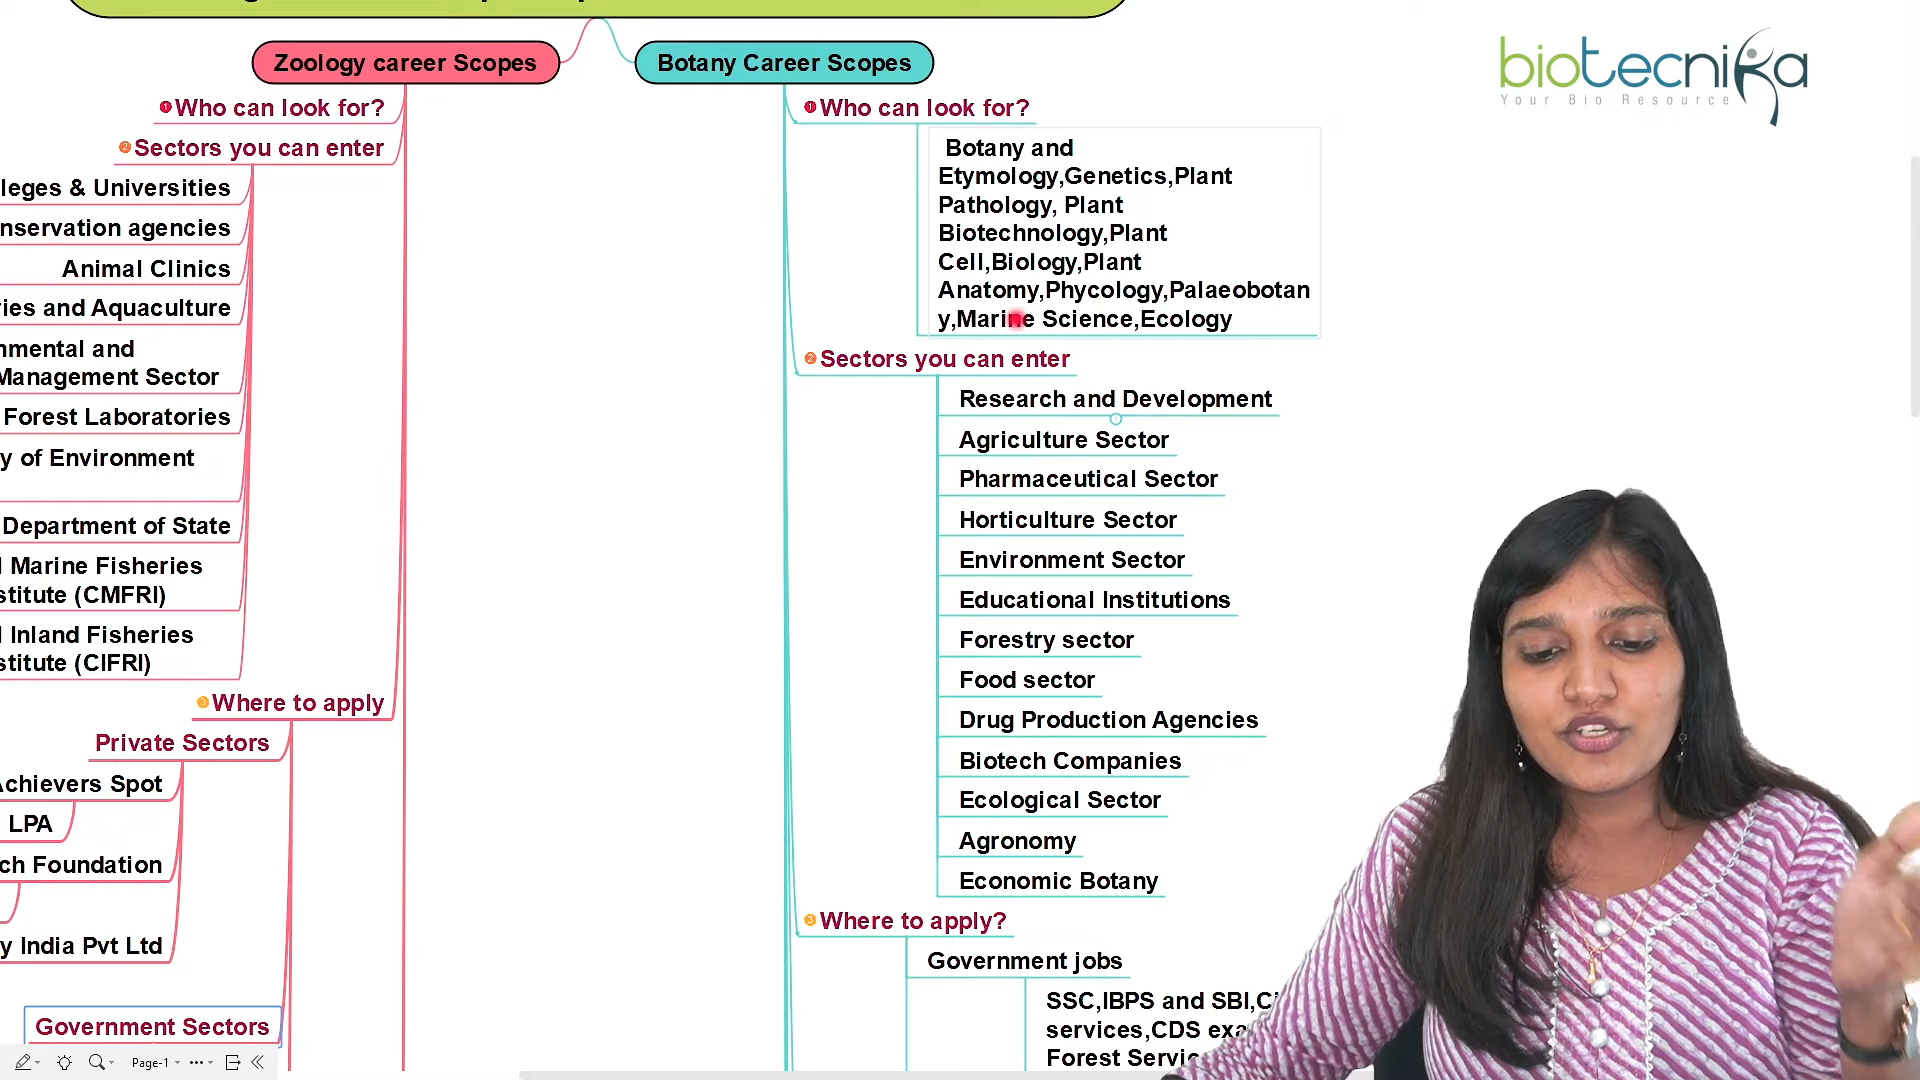 Zoology career Scopes
Who can look for?
Sectors you can enter
leges & Universities
nservation agencies
Animal Clinics
ries and Aquaculture
nmental and
Management Sector
Forest Laboratories
y of Environment
Department of State
l Marine Fisheries
stitute (CMFRI)
l Inland Fisheries
stitute (CIFRI)
Where to apply
Private Sectors
Achievers Spot
LPA
ch Foundation
y India Pvt Ltd
Government Sectors
Botany Career Scopes
Who can look for?
Botany and
Etymology,Genetics,Plant
Pathology, Plant
Biotechnology,Plant
Cell,Biology,Plant
Anatomy,Phycology,Palaeobotan
y,Marine Science,Ecology
Sectors you can enter
Research and Development
Agriculture Sector
Pharmaceutical Sector
Horticulture Sector
Environment Sector
Educational Institutions
Forestry sector
Food sector
Drug Production Agencies
Biotech Companies
Ecological Sector
Agronomy
Economic Botany
Where to apply?
Government jobs
SSC,IBPS and SBI,Ci
services,CDS exa
Forest Servic
biotecnika
Your Bio Resource
Page-1